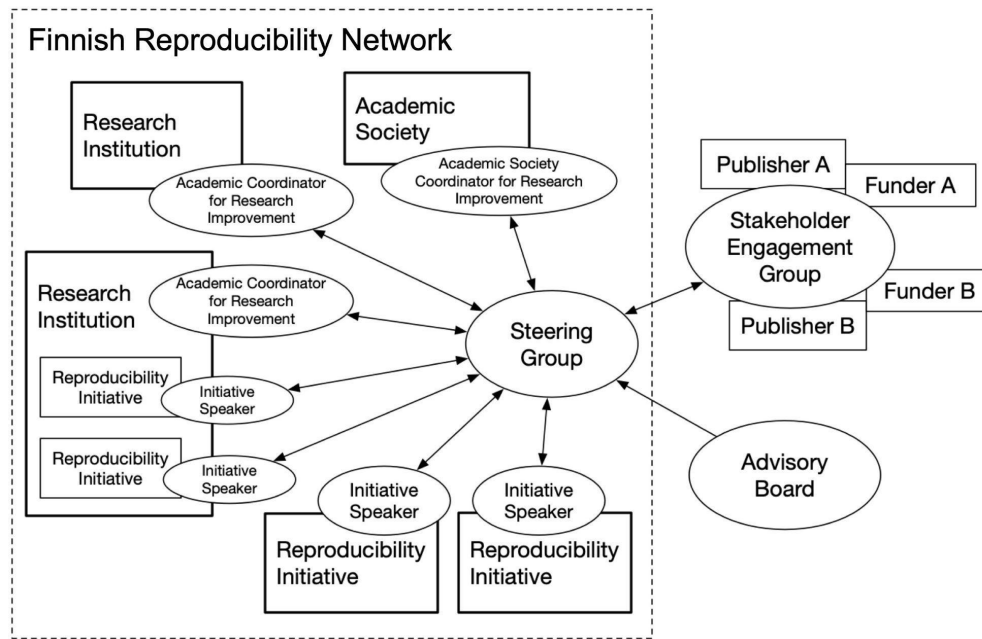 Finnish Reproducibility Network
Research
Institution
Academic Coordinator
for Research
Improvement
Academic
Society
Academic Society
Coordinator for Research
Improvement
Publisher A
Funder A
Stakeholder
Engagement
Group
Funder B
Publisher B
Research
Institution
Academic Coordinator
for Research
Improvement
Steering
Group
Reproducibility
Initiative
Initiative
Speaker
Reproducibility
Initiative
Initiative
Speaker
Initiative
Speaker
Reproducibility
Initiative
Initiative
Speaker
Reproducibility
Initiative
Advisory
Board